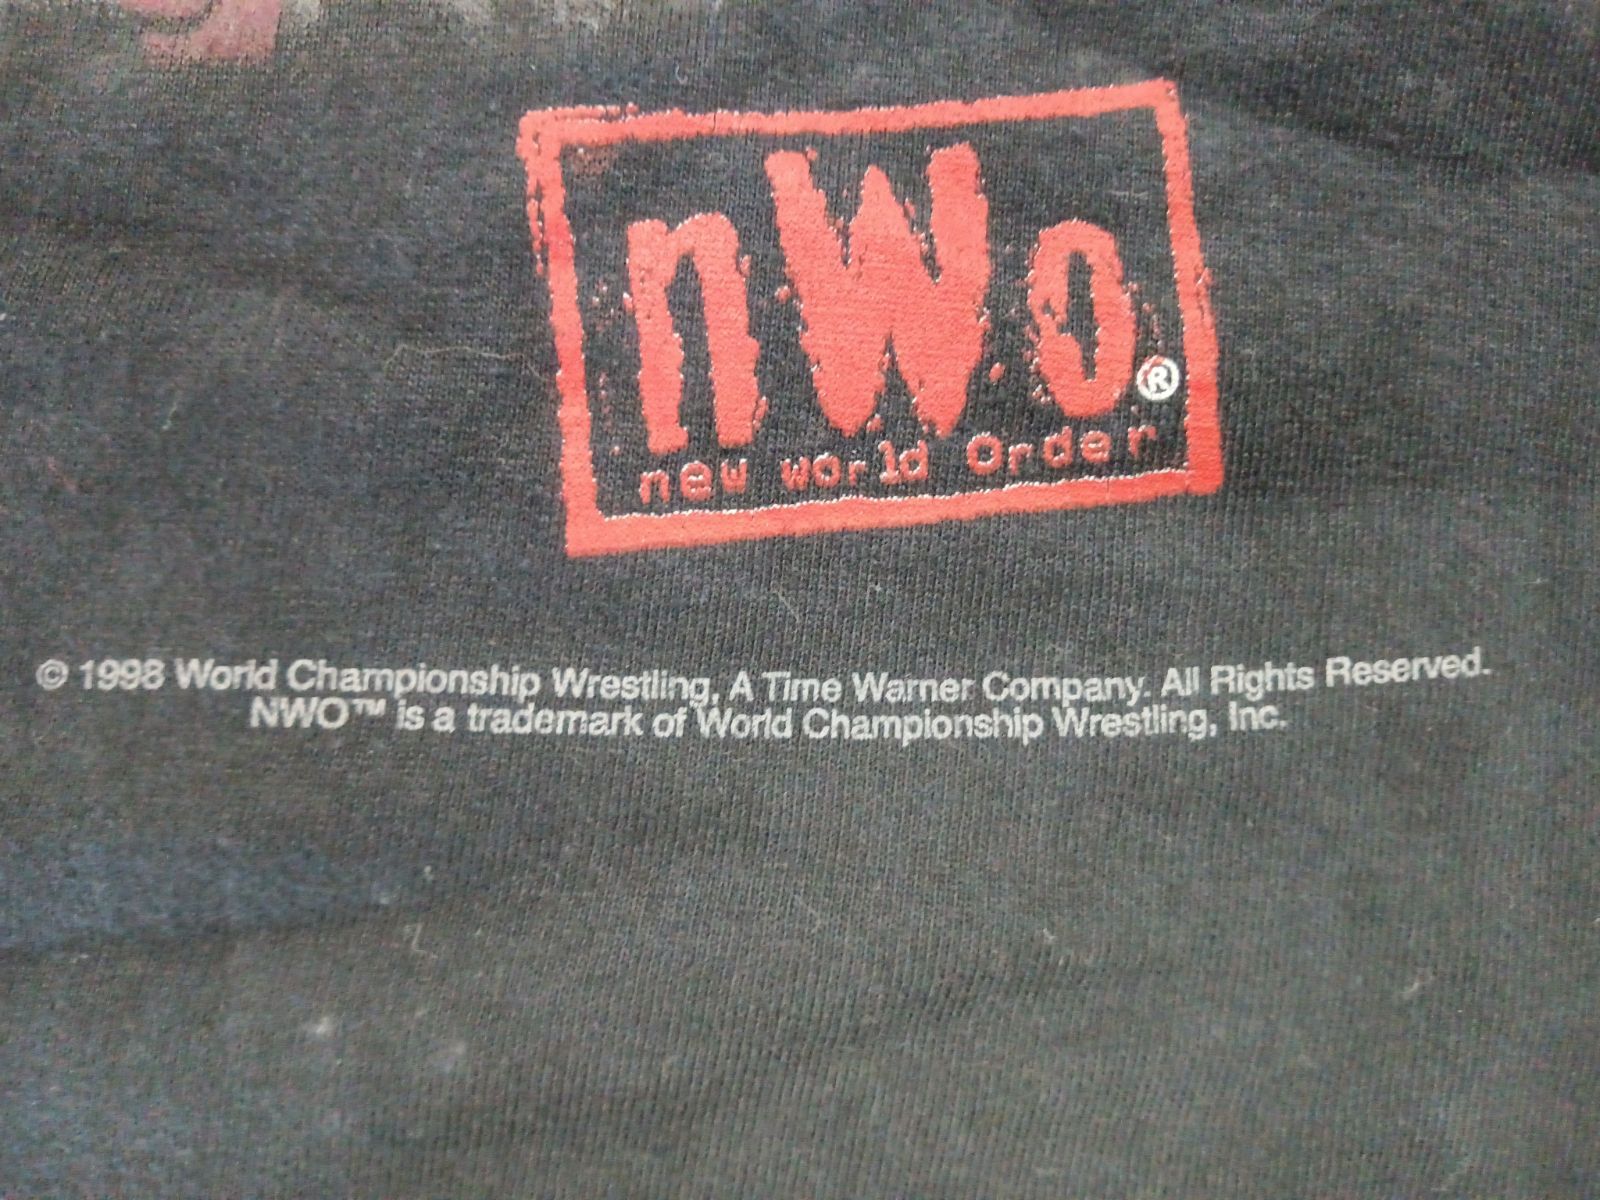 nWo®
new world Order
© 1998 World Championship Wrestling, A Time Warner Company. All Rights Reserved.
NWO™ is a trademark of World Championship Wrestling, Inc.